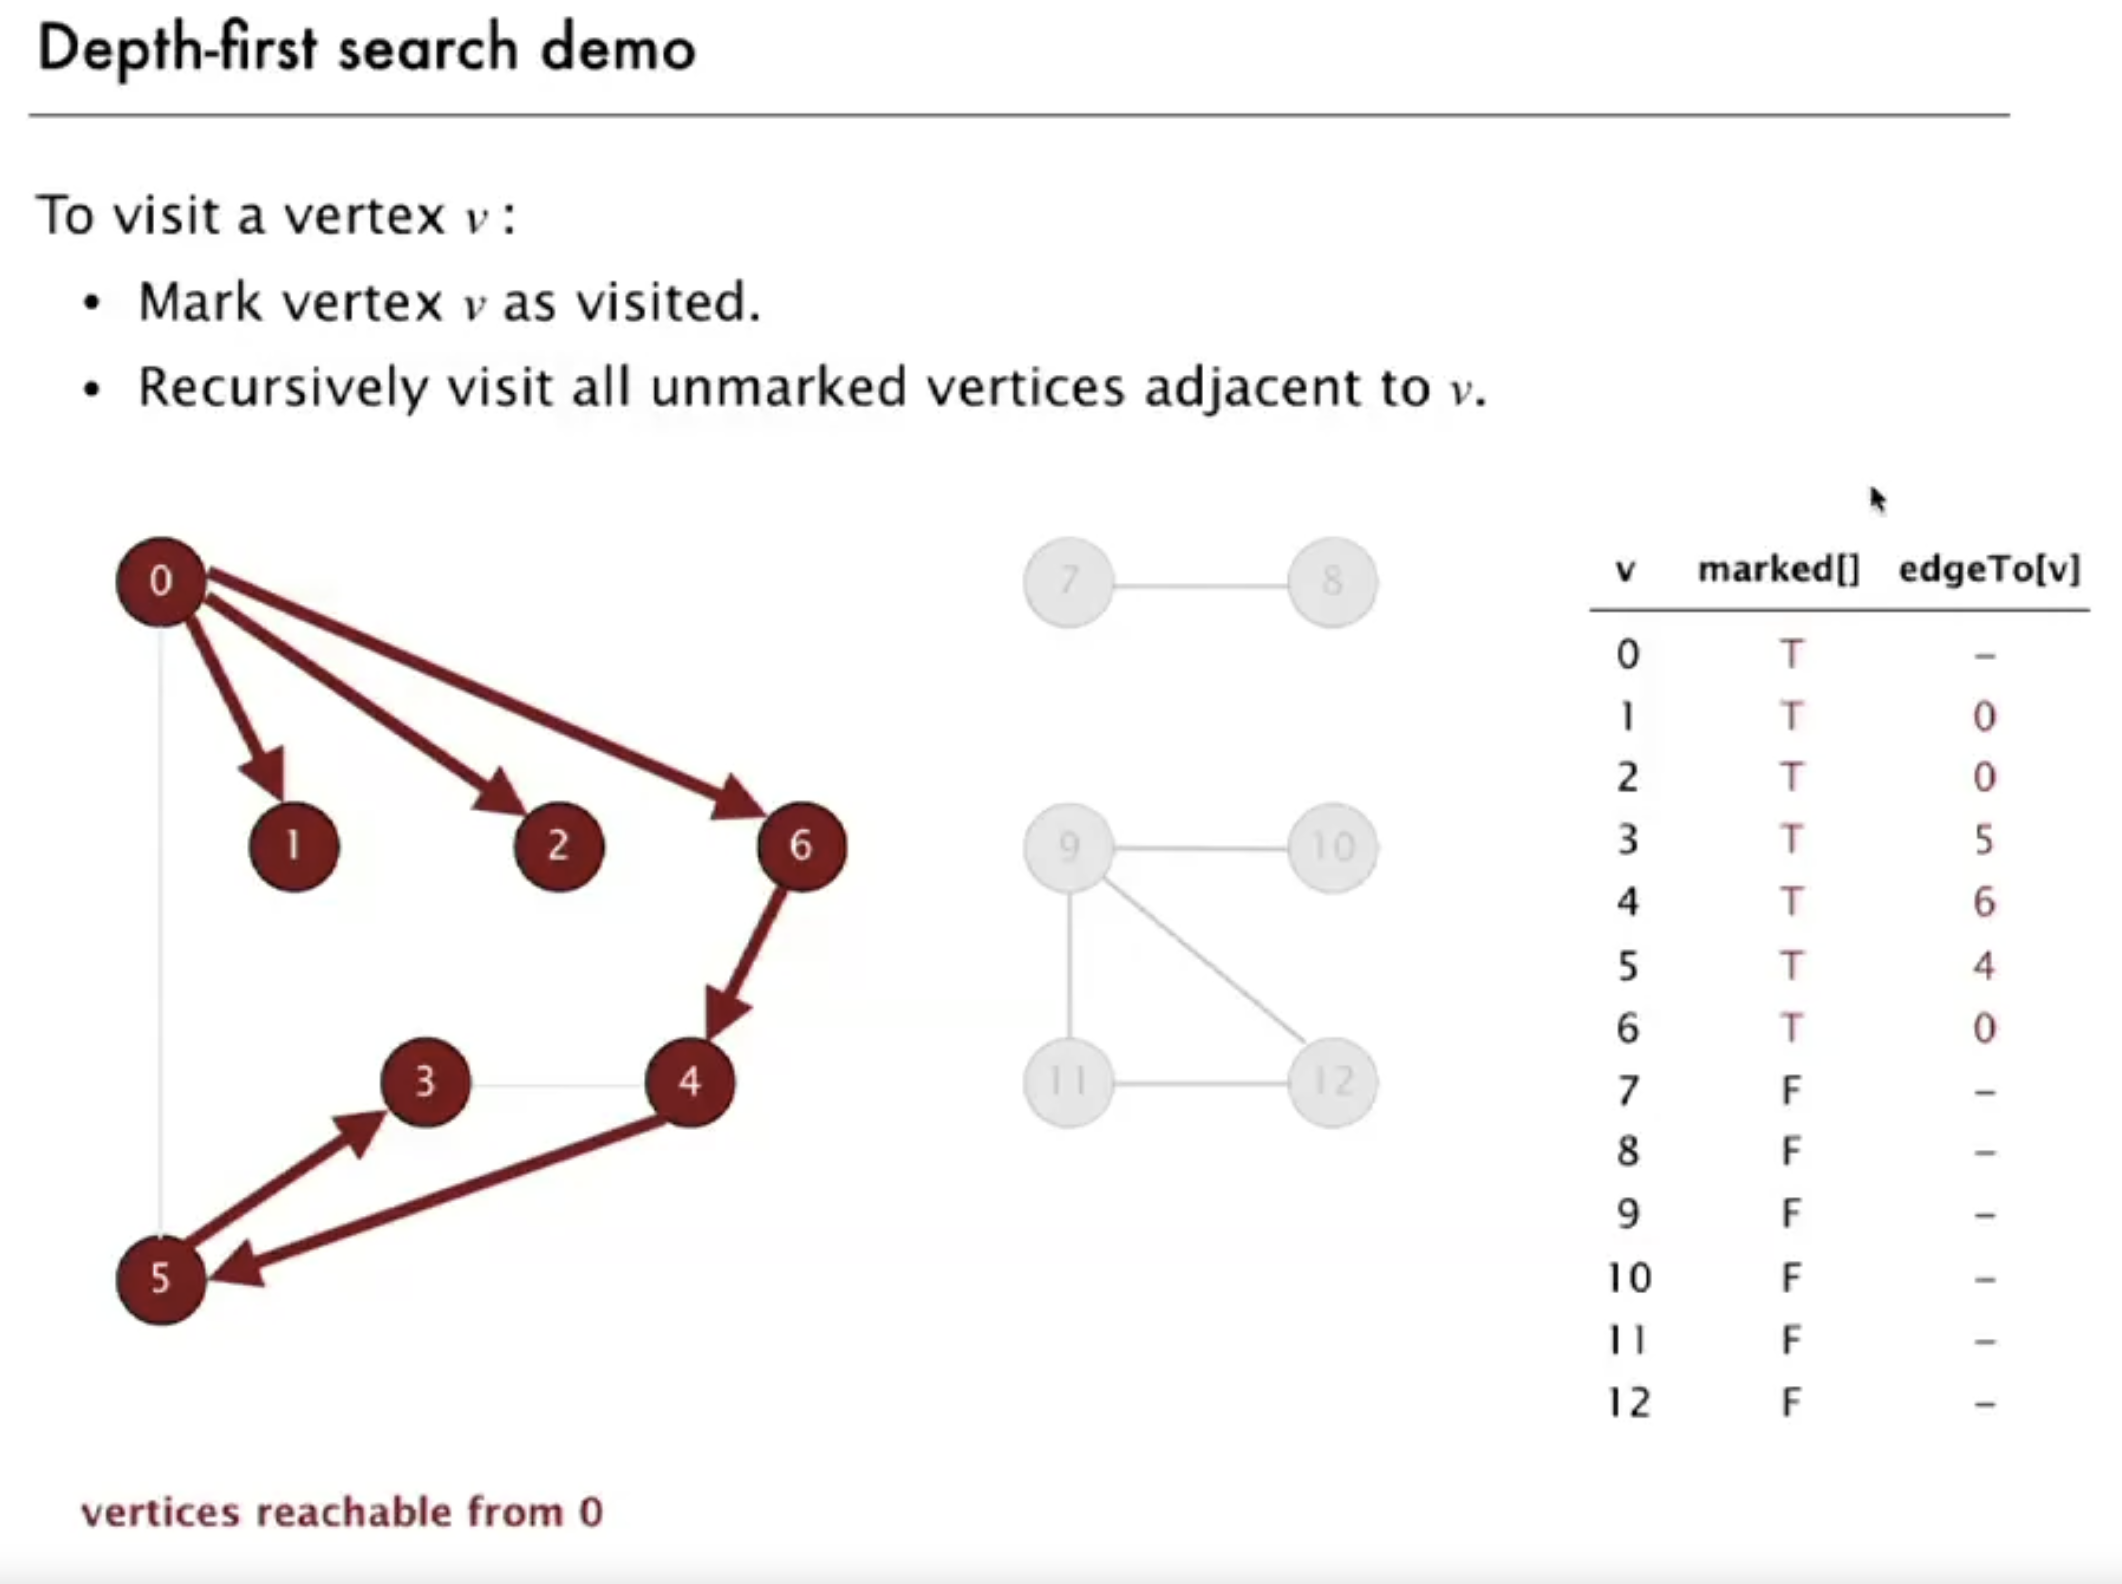 Depth-first search demo
To visit a vertex v :
• Mark vertex v as visited.
• Recursively visit all unmarked vertices adjacent to v.
0
1
2
6
3
4
5
7
8
9
10
11
12
v marked[] edgeTo[v]
0 T –
1 T 0
2 T 0
3 T 5
4 T 6
5 T 4
6 T 0
7 F –
8 F –
9 F –
10 F –
11 F –
12 F –
vertices reachable from 0